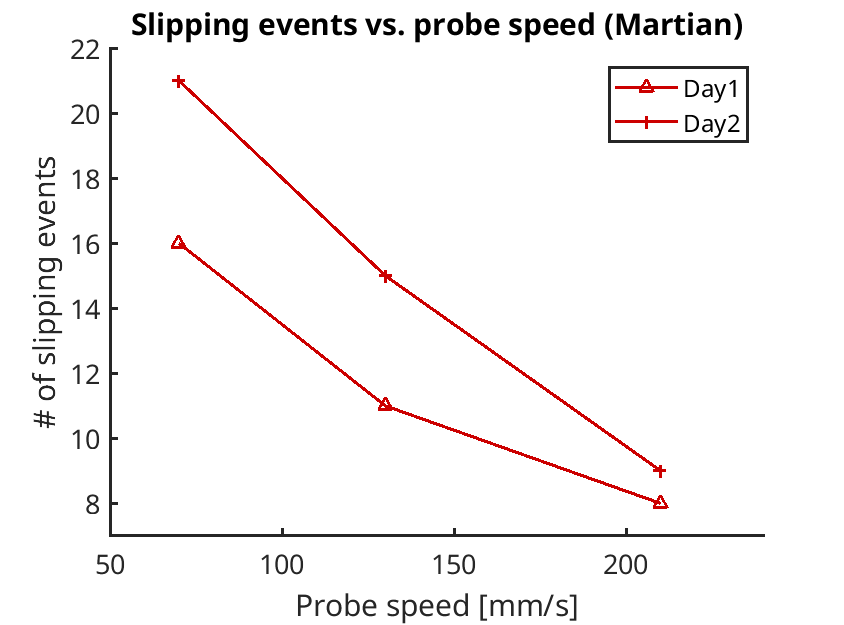 Slipping events vs. probe speed (Martian)
Day1
Day2
# of slipping events
22
20
18
16
14
12
10
8
50 100 150 200
Probe speed [mm/s]